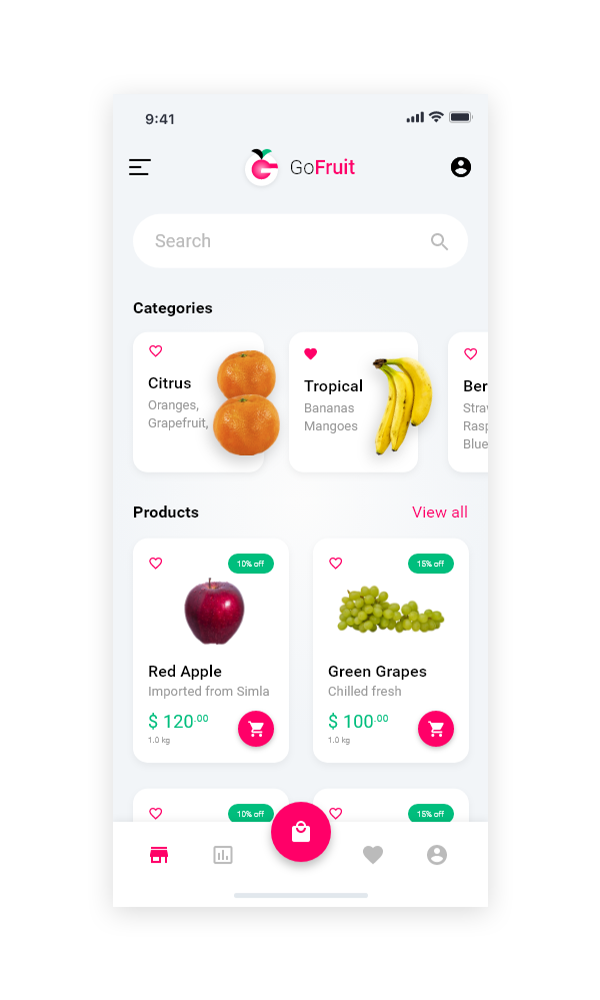 9:41
GoFruit
Search
Categories
Citrus
Oranges,
Grapefruit,
Tropical
Bananas
Mangoes
Ber
Stra
Rasp
Blue
Products
View all
10% off
Red Apple
Imported from Simla
$ 120.00
1.0 kg
15% off
Green Grapes
Chilled fresh
$ 100.00
1.0 kg
10% off
15% off